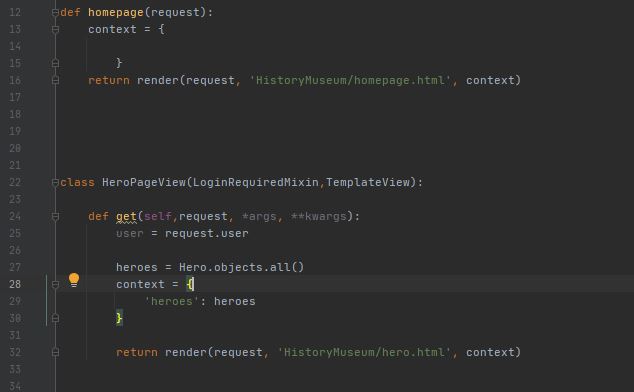 12 def homepage(request):
13 context = {
14
15 }
16 return render(request, 'HistoryMuseum/homepage.html', context)
17
18
19
20
21
22 class HeroPageView(LoginRequiredMixin,TemplateView):
23
24 def get(self,request, *args, **kwargs):
25 user = request.user
26
27 heroes = Hero.objects.all()
28 context = {
29 'heroes': heroes
30 }
31
32 return render(request, 'HistoryMuseum/hero.html', context)
33
34